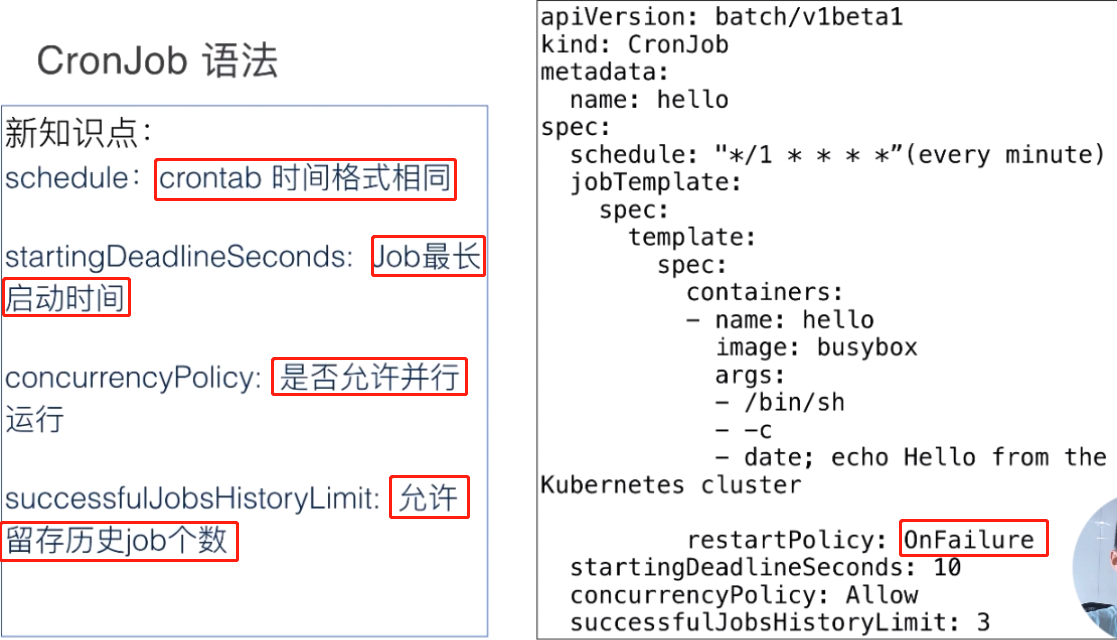 CronJob 语法
新知识点：
schedule：crontab 时间格式相同
startingDeadlineSeconds: Job最长
启动时间
concurrencyPolicy: 是否允许并行
运行
successfulJobsHistoryLimit: 允许
留存历史job个数
apiVersion: batch/v1beta1
kind: CronJob
metadata:
  name: hello
spec:
  schedule: "*/1 * * * *”(every minute)
  jobTemplate:
    spec:
      template:
        spec:
          containers:
          - name: hello
            image: busybox
            args:
            - /bin/sh
            - -c
            - date; echo Hello from the
Kubernetes cluster
          restartPolicy: OnFailure
  startingDeadlineSeconds: 10
  concurrencyPolicy: Allow
  successfulJobsHistoryLimit: 3